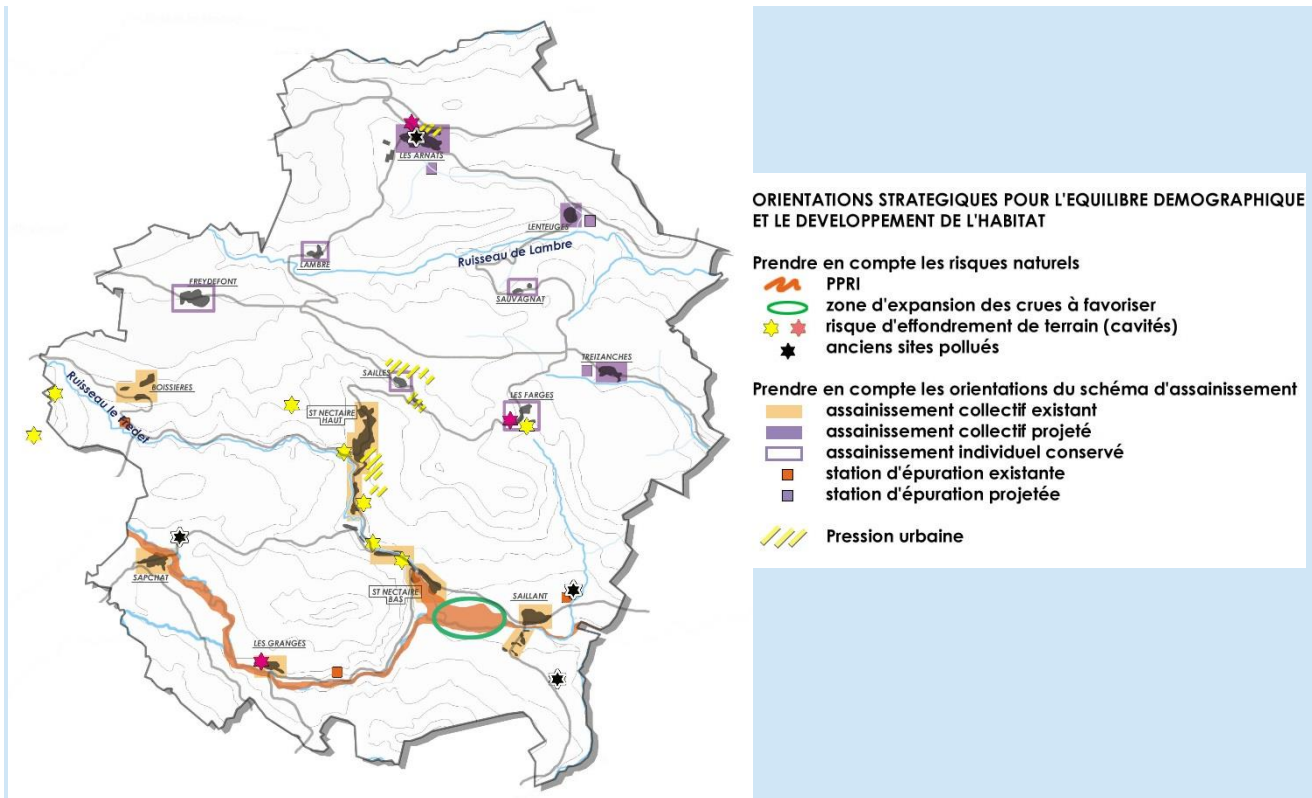 LES ARNATS
LENTEUGES
Ruisseau de Lambre
LAMBRE
FREYDEFONT
SAUVAGNAT
TREIZANCHES
SAILLES
BOISSIERES
Ruisseau le Fredet
LES FARGES
ST NECTAIRE
HAUT
SAPCHAT
ST NECTAIRE
BAS
SAILLANT
LES GRANGES
ORIENTATIONS STRATEGIQUES POUR L'EQUILIBRE DEMOGRAPHIQUE
ET LE DEVELOPPEMENT DE L'HABITAT
Prendre en compte les risques naturels
PPRI
zone d'expansion des crues à favoriser
risque d'effondrement de terrain (cavités)
anciens sites pollués
Prendre en compte les orientations du schéma d'assainissement
assainissement collectif existant
assainissement collectif projeté
assainissement individuel conservé
station d'épuration existante
station d'épuration projetée
Pression urbaine